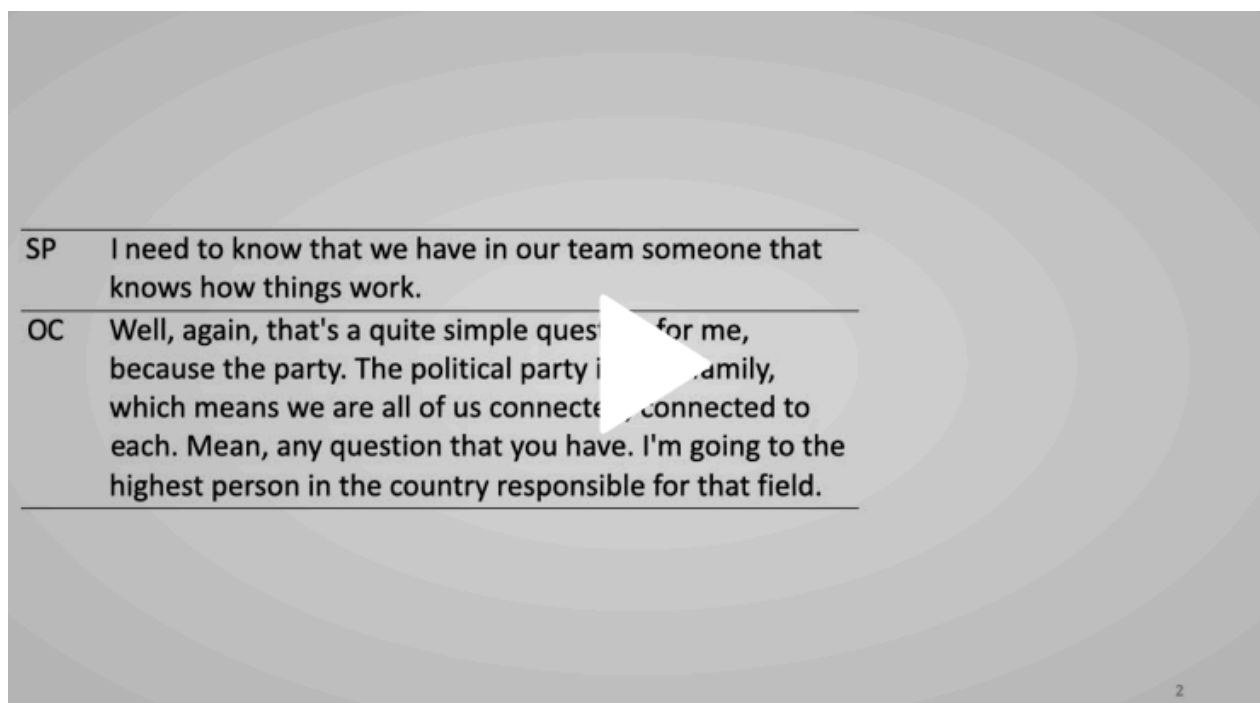 SP I need to know that we have in our team someone that
knows how things work.
OC Well, again, that's a quite simple for me,
because the party. The political party
which means we are all of us connected to
each. Mean, any question that you have. I'm going to the
highest person in the country responsible for that field.
2